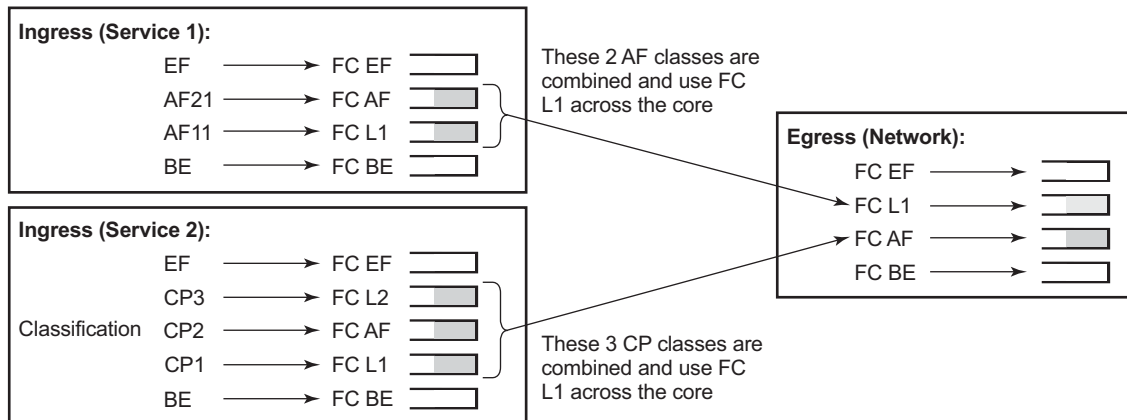 Ingress (Service 1):
EF FC EF
AF21 FC AF
AF11 FC L1
BE FC BE
These 2 AF classes are
combined and use FC
L1 across the core
Ingress (Service 2):
EF FC EF
CP3 FC L2
Classification CP2 FC AF
CP1 FC L1
BE FC BE
These 3 CP classes are
combined and use FC
L1 across the core
Egress (Network):
FC EF
FC L1
FC AF
FC BE